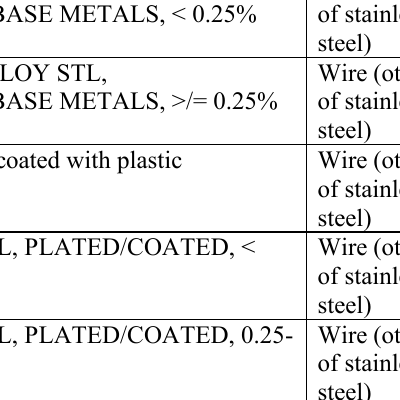 BASE METALS, < 0.25%
of stainl
steel)
LOY STL,
BASE METALS, >/= 0.25%
Wire (ot
of stainl
steel)
coated with plastic
Wire (ot
of stainl
steel)
L, PLATED/COATED, <
Wire (ot
of stainl
steel)
L, PLATED/COATED, 0.25-
Wire (ot
of stainl
steel)